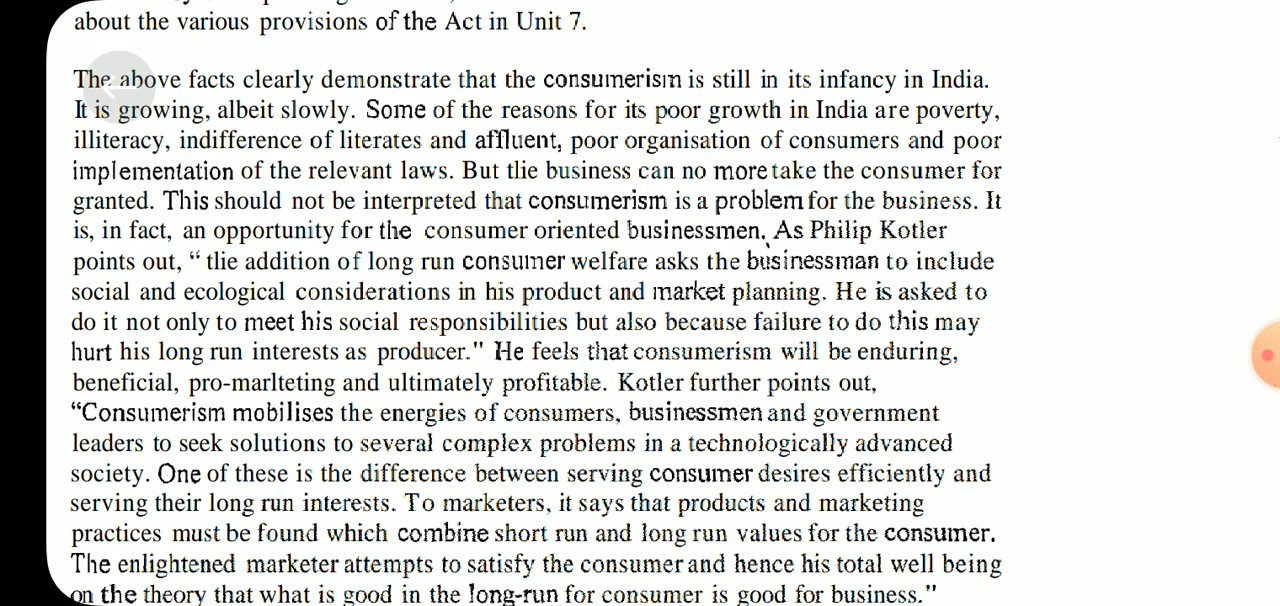 about the various provisions of the Act in Unit 7.
The above facts clearly demonstrate that the consumerism is still in its infancy in India.
It is growing, albeit slowly. Some of the reasons for its poor growth in India are poverty,
illiteracy, indifference of literates and affluent, poor organisation of consumers and poor
implementation of the relevant laws. But tlie business can no more take the consumer for
granted. This should not be interpreted that consumerism is a problem for the business. It
is, in fact, an opportunity for the consumer oriented businessmen. As Philip Kotler
points out, “ tlie addition of long run consumer welfare asks the businessman to include
social and ecological considerations in his product and market planning. He is asked to
do it not only to meet his social responsibilities but also because failure to do this may
hurt his long run interests as producer." He feels that consumerism will be enduring,
beneficial, pro-marlteting and ultimately profitable. Kotler further points out,
“Consumerism mobilises the energies of consumers, businessmen and government
leaders to seek solutions to several complex problems in a technologically advanced
society. One of these is the difference between serving consumer desires efficiently and
serving their long run interests. To marketers, it says that products and marketing
practices must be found which combine short run and long run values for the consumer.
The enlightened marketer attempts to satisfy the consumer and hence his total well being
on the theory that what is good in the long-run for consumer is good for business."